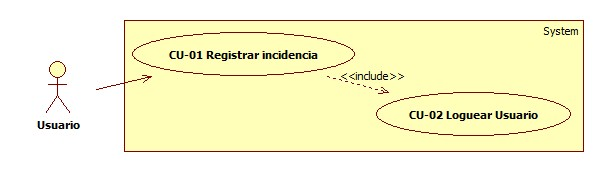 System
CU-01 Registrar incidencia
<<include>>
CU-02 Loguear Usuario
Usuario